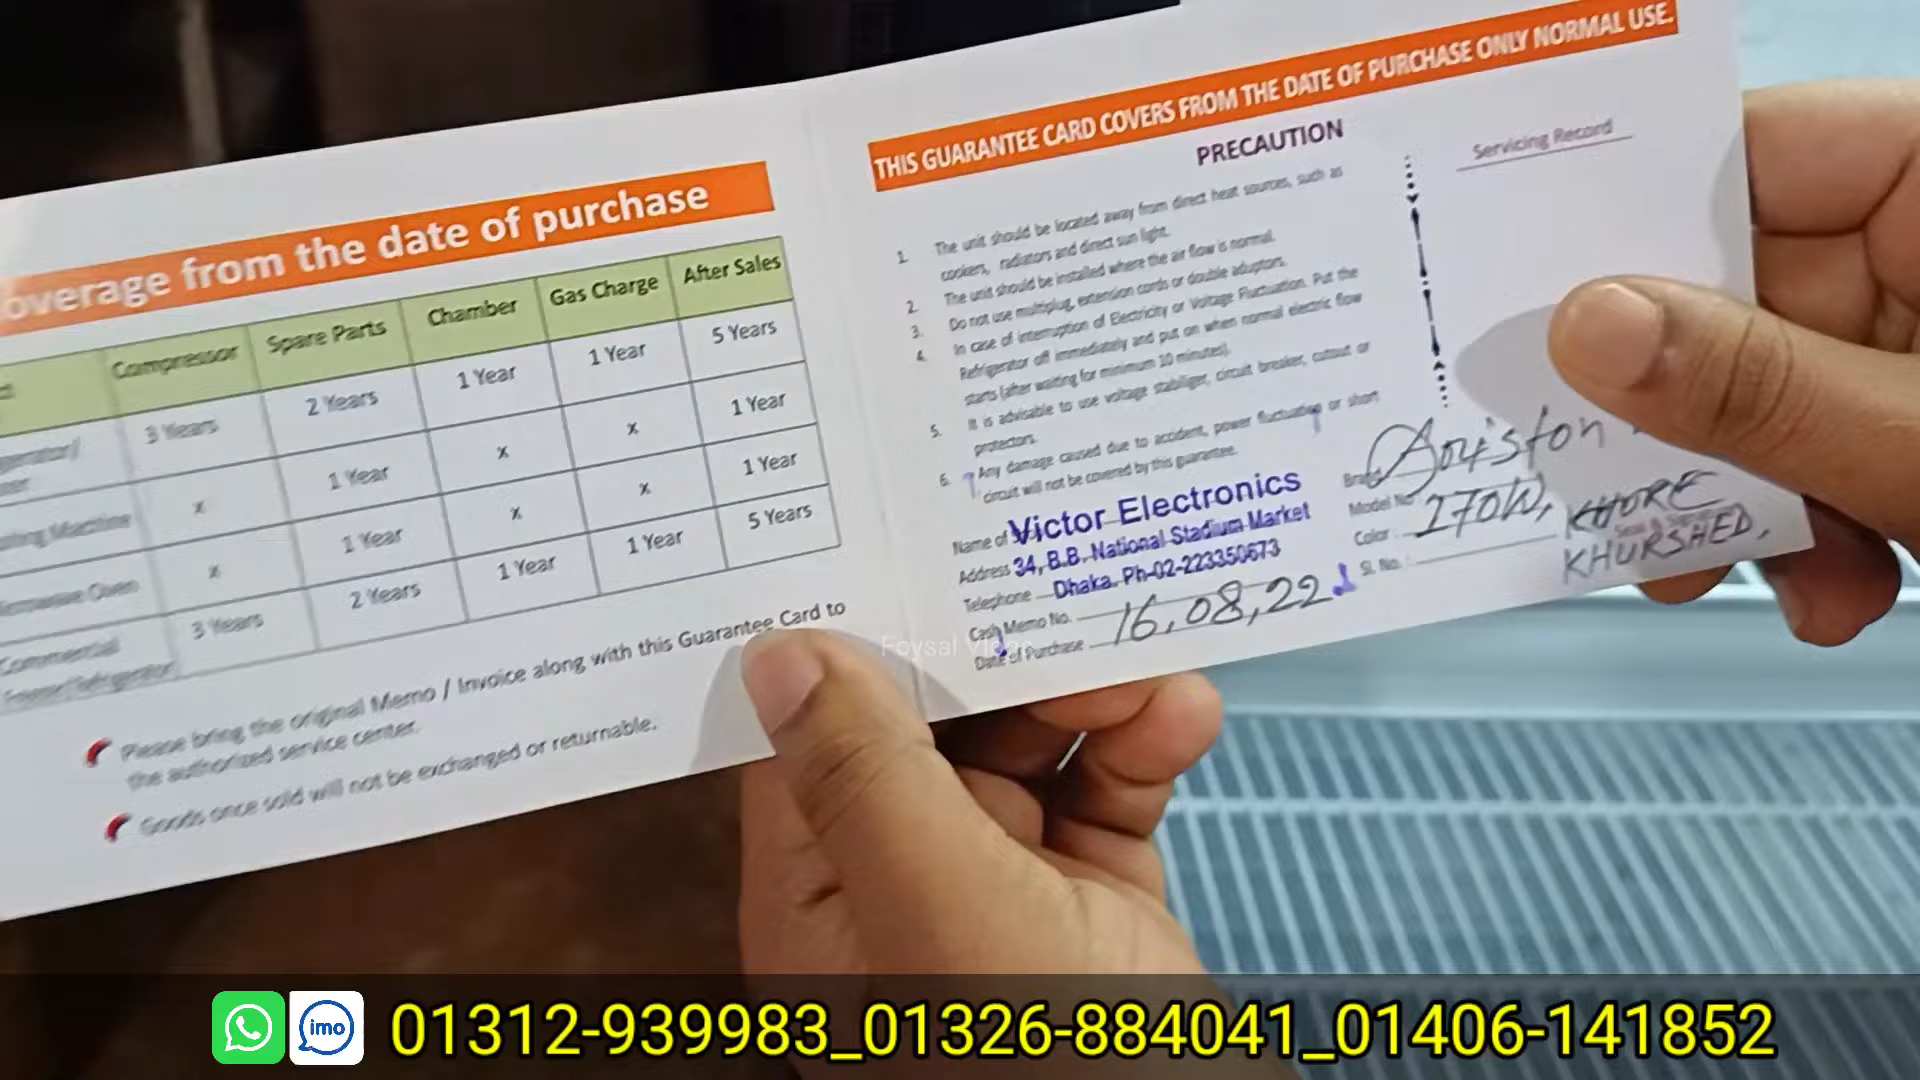 overage from the date of purchase
Compressor Spare Parts Chamber Gas Charge After Sales
3 Years 2 Years 1 Year 1 Year 5 Years
x 1 Year x x 1 Year
x 1 Year x x 1 Year
Commercial 3 Years 2 Years 1 Year 1 Year 5 Years
Please bring the original Memo / Invoice along with this Guarantee Card to
the authorized service center.
Goods once sold will not be exchanged or returnable.
THIS GUARANTEE CARD COVERS FROM THE DATE OF PURCHASE ONLY NORMAL USE.
PRECAUTION
1. The unit should be located away from direct heat sources, such as
cookers, radiators and direct sun light.
2. The unit should be installed where the air flow is normal.
3. Do not use multiplug, extension cords or double aduptors.
4. In case of interruption of Electricity or Voltage Fluctuation. Put the
Refrigerator off immediately and put on when normal electric flow
starts (after waiting for minimum 10 minutes).
5. It is advisable to use voltage stabiliger, circuit breaker, cutout or
protectors.
6. Any damage caused due to accident, power fluctuation or short
circuit will not be covered by this guarantee.
Name of Victor Electronics
Address 34, B.B. National Stadium Market
Telephone Dhaka. Ph-02-223350673
Cash Memo No.
Date of Purchase 16,08,22
Servicing Record
Brand Ariston
Model No 270W,
Color :
Sl. No. :
KHURSHED,
Foysal
imo 01312-939983_01326-884041_01406-141852